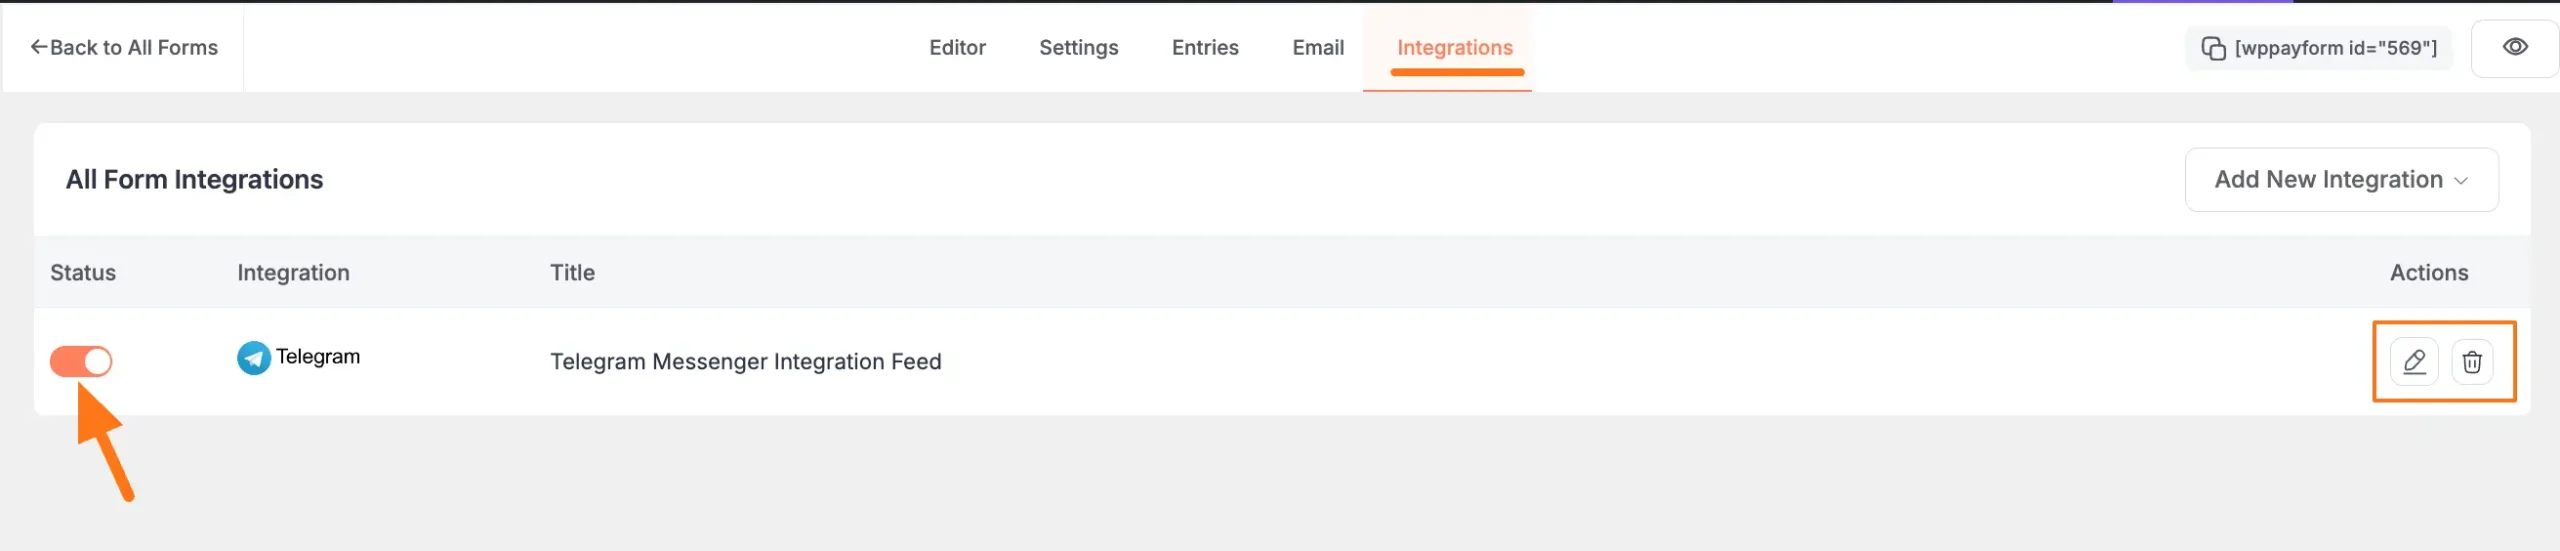 Back to All Forms
Editor
Settings
Entries
Email
Integrations
[wppayform id="569"]
All Form Integrations
Add New Integration
Status
Integration
Title
Actions
Telegram
Telegram Messenger Integration Feed